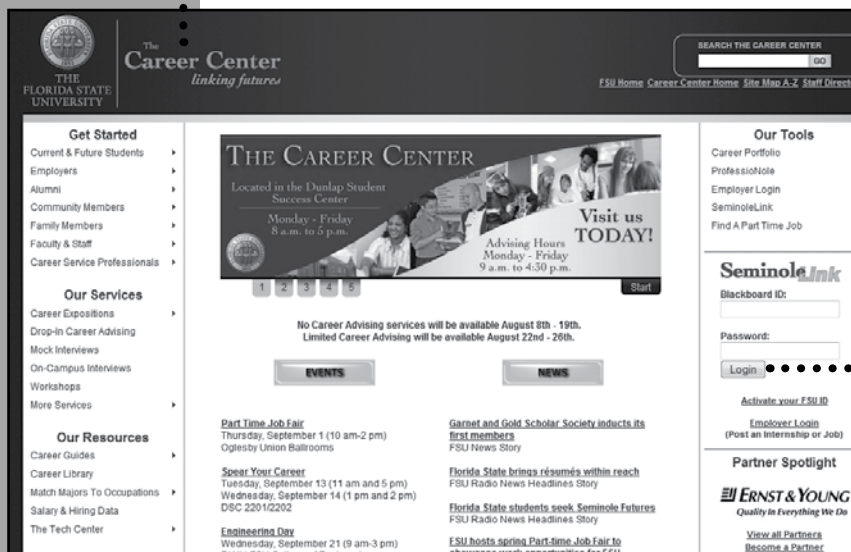 THE
FLORIDA STATE
UNIVERSITY
The
Career Center
linking futures
SEARCH THE CAREER CENTER
GO
FSU Home Career Center Home Site Map A-Z Staff Direct
Get Started
Current & Future Students
Employers
Alumni
Community Members
Family Members
Faculty & Staff
Career Service Professionals
Our Services
Career Expositions
Drop-In Career Advising
Mock Interviews
On-Campus Interviews
Workshops
More Services
Our Resources
Career Guides
Career Library
Match Majors To Occupations
Salary & Hiring Data
The Tech Center
THE CAREER CENTER
Located in the Dunlap Student
Success Center
Monday - Friday
8 a.m. to 5 p.m.
Visit us
TODAY!
Advising Hours
Monday - Friday
9 a.m. to 4:30 p.m.
1 2 3 4 5
Start
No Career Advising services will be available August 8th - 19th.
Limited Career Advising will be available August 22nd - 26th.
EVENTS
Part Time Job Fair
Thursday, September 1 (10 am-2 pm)
Oglesby Union Ballrooms
Spear Your Career
Tuesday, September 13 (11 am and 5 pm)
Wednesday, September 14 (1 pm and 2 pm)
DSC 2201/2202
Engineering Day
Wednesday, September 21 (9 am-3 pm)
NEWS
Garnet and Gold Scholar Society inducts its
first members
FSU News Story
Florida State brings résumés within reach
FSU Radio News Headlines Story
Florida State students seek Seminole Futures
FSU Radio News Headlines Story
FSU hosts spring Part-time Job Fair to
Our Tools
Career Portfolio
ProfessioNole
Employer Login
SeminoleLink
Find A Part Time Job
SeminoleLink
Blackboard ID:
Password:
Login
Activate your FSU ID
Employer Login
(Post an Internship or Job)
Partner Spotlight
ERNST & YOUNG
Quality In Everything We Do
View all Partners
Become a Partner